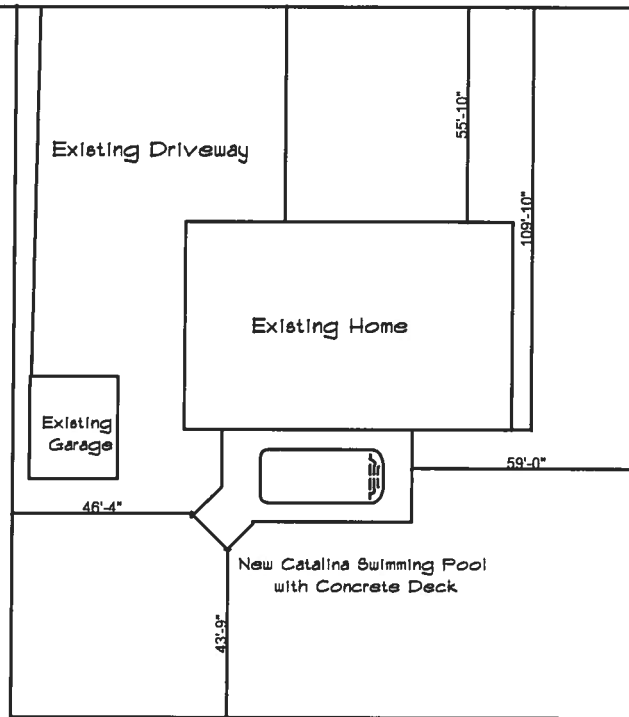 55'-10"
Existing Driveway
109'-10"
Existing Home
Existing
Garage
59'-0"
46'-4"
New Catalina Swimming Pool
with Concrete Deck
43'-9"